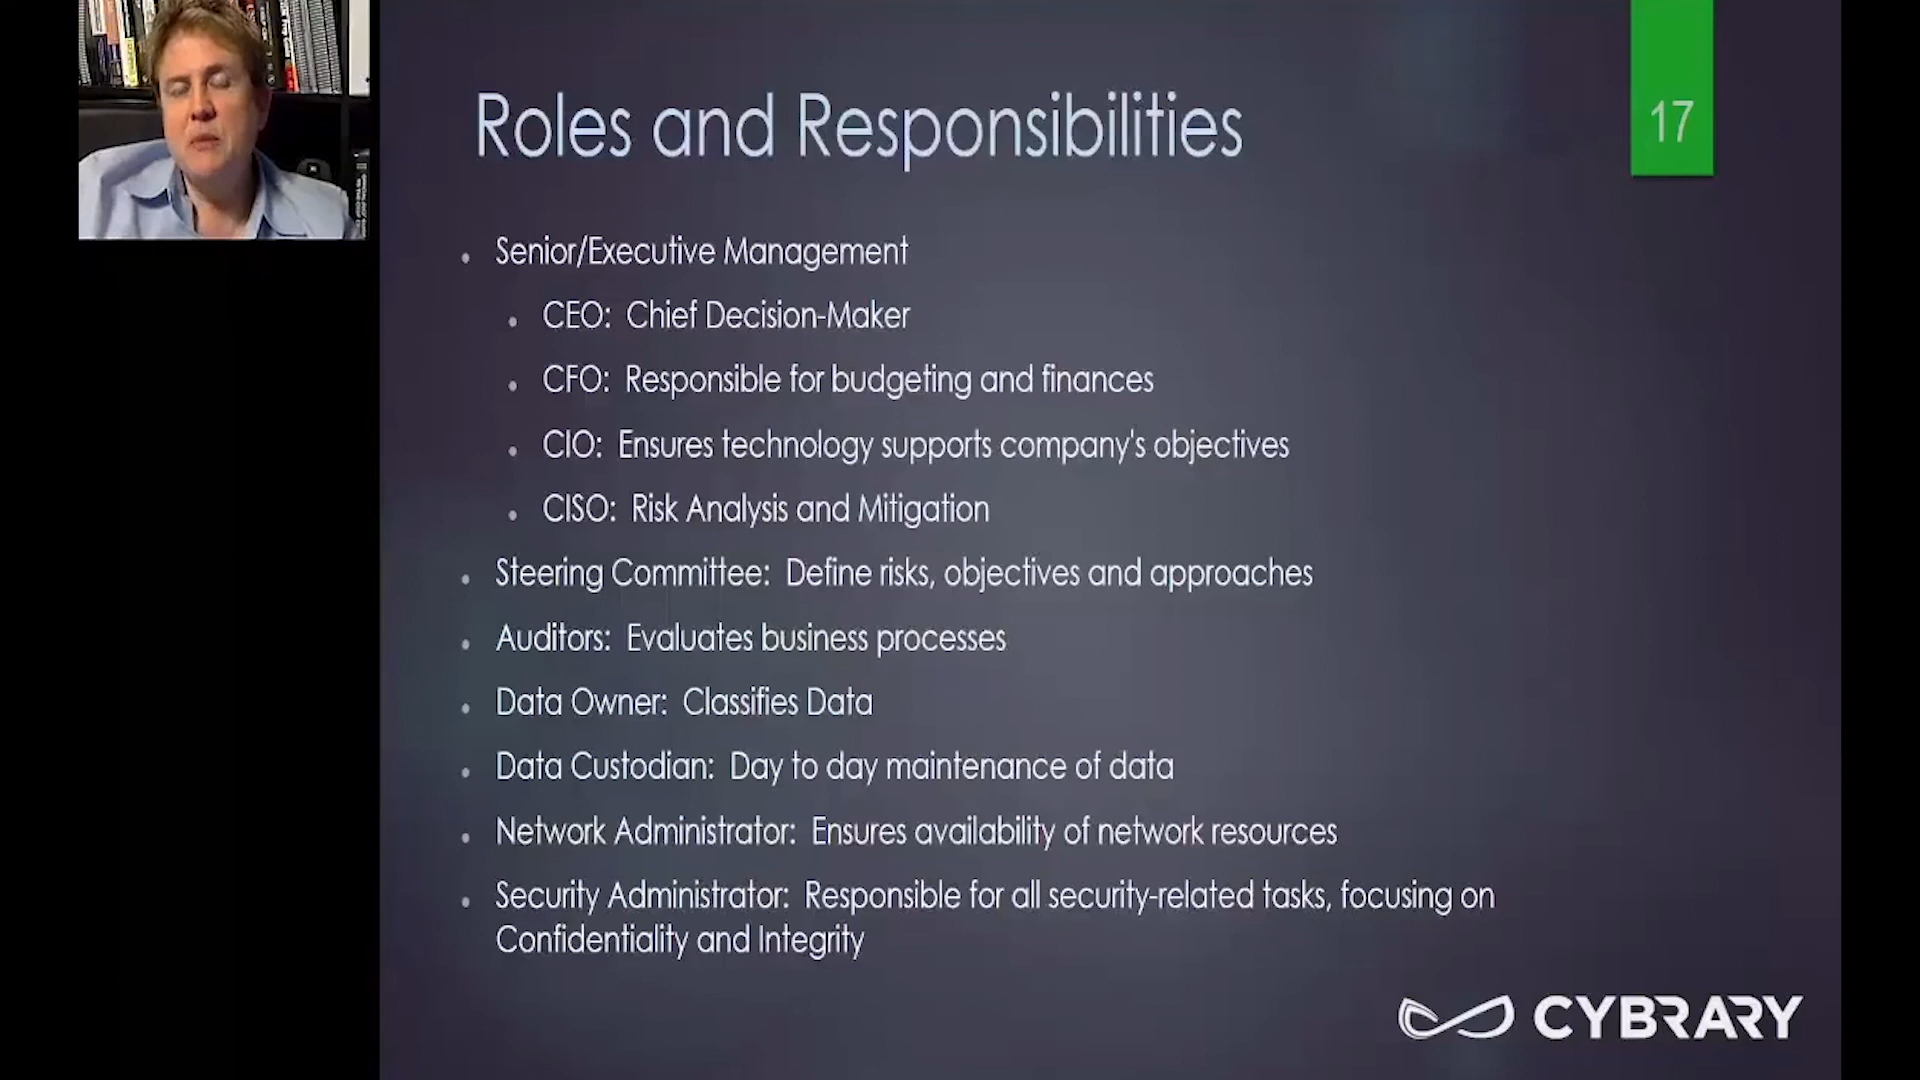 Roles and Responsibilities
17
Senior/Executive Management
CEO: Chief Decision-Maker
CFO: Responsible for budgeting and finances
CIO: Ensures technology supports company's objectives
CISO: Risk Analysis and Mitigation
Steering Committee: Define risks, objectives and approaches
Auditors: Evaluates business processes
Data Owner: Classifies Data
Data Custodian: Day to day maintenance of data
Network Administrator: Ensures availability of network resources
Security Administrator: Responsible for all security-related tasks, focusing on
Confidentiality and Integrity
CYBRARY